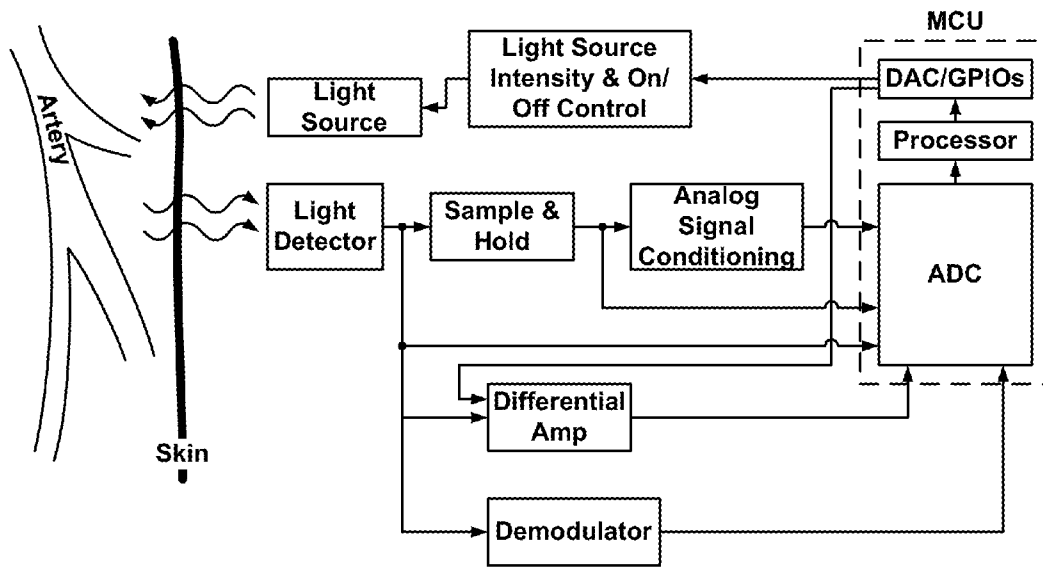 MCU
Light Source
Intensity & On/
Off Control
DAC/GPIOs
Light
Source
Processor
Artery
Light
Detector
Sample &
Hold
Analog
Signal
Conditioning
ADC
Differential
Amp
Skin
Demodulator